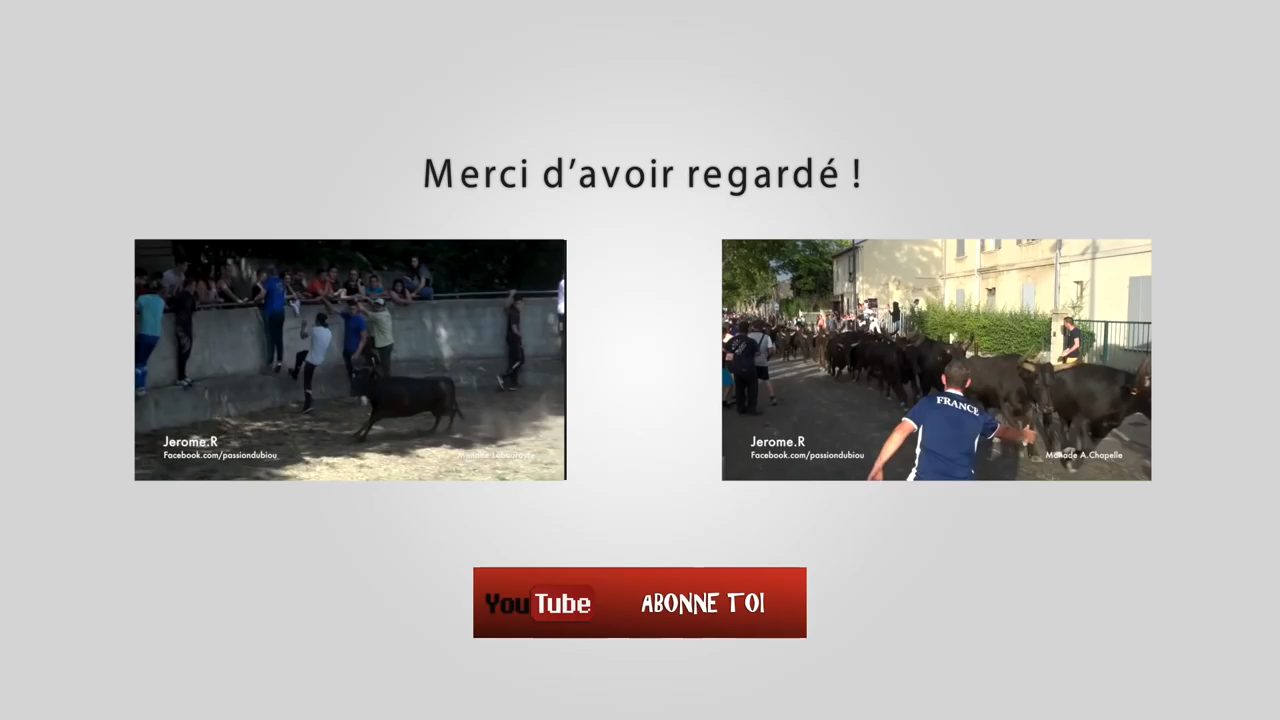 Merci d'avoir regardé !
Jerome.R
Facebook.com/passiondubiou
Jerome.R
FRANCE
Facebook.com/passiondubiou
Manade A.Chapelle
YouTube ABONNE TOI